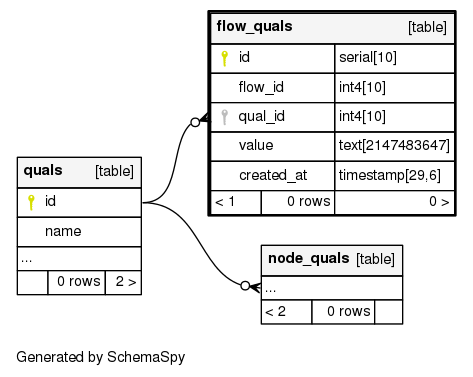 flow_quals [table]
id serial[10]
flow_id int4[10]
qual_id int4[10]
value text[2147483647]
created_at timestamp[29,6]
< 1 0 rows 0 >
quals [table]
id
name
...
0 rows 2 >
node_quals [table]
...
< 2 0 rows
Generated by SchemaSpy